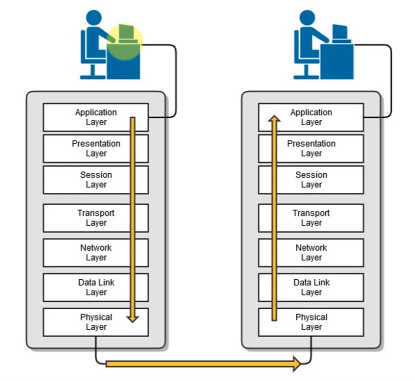 Application
Layer
Presentation
Layer
Session
Layer
Transport
Layer
Network
Layer
Data Link
Layer
Physical
Layer
Application
Layer
Presentation
Layer
Session
Layer
Transport
Layer
Network
Layer
Data Link
Layer
Physical
Layer